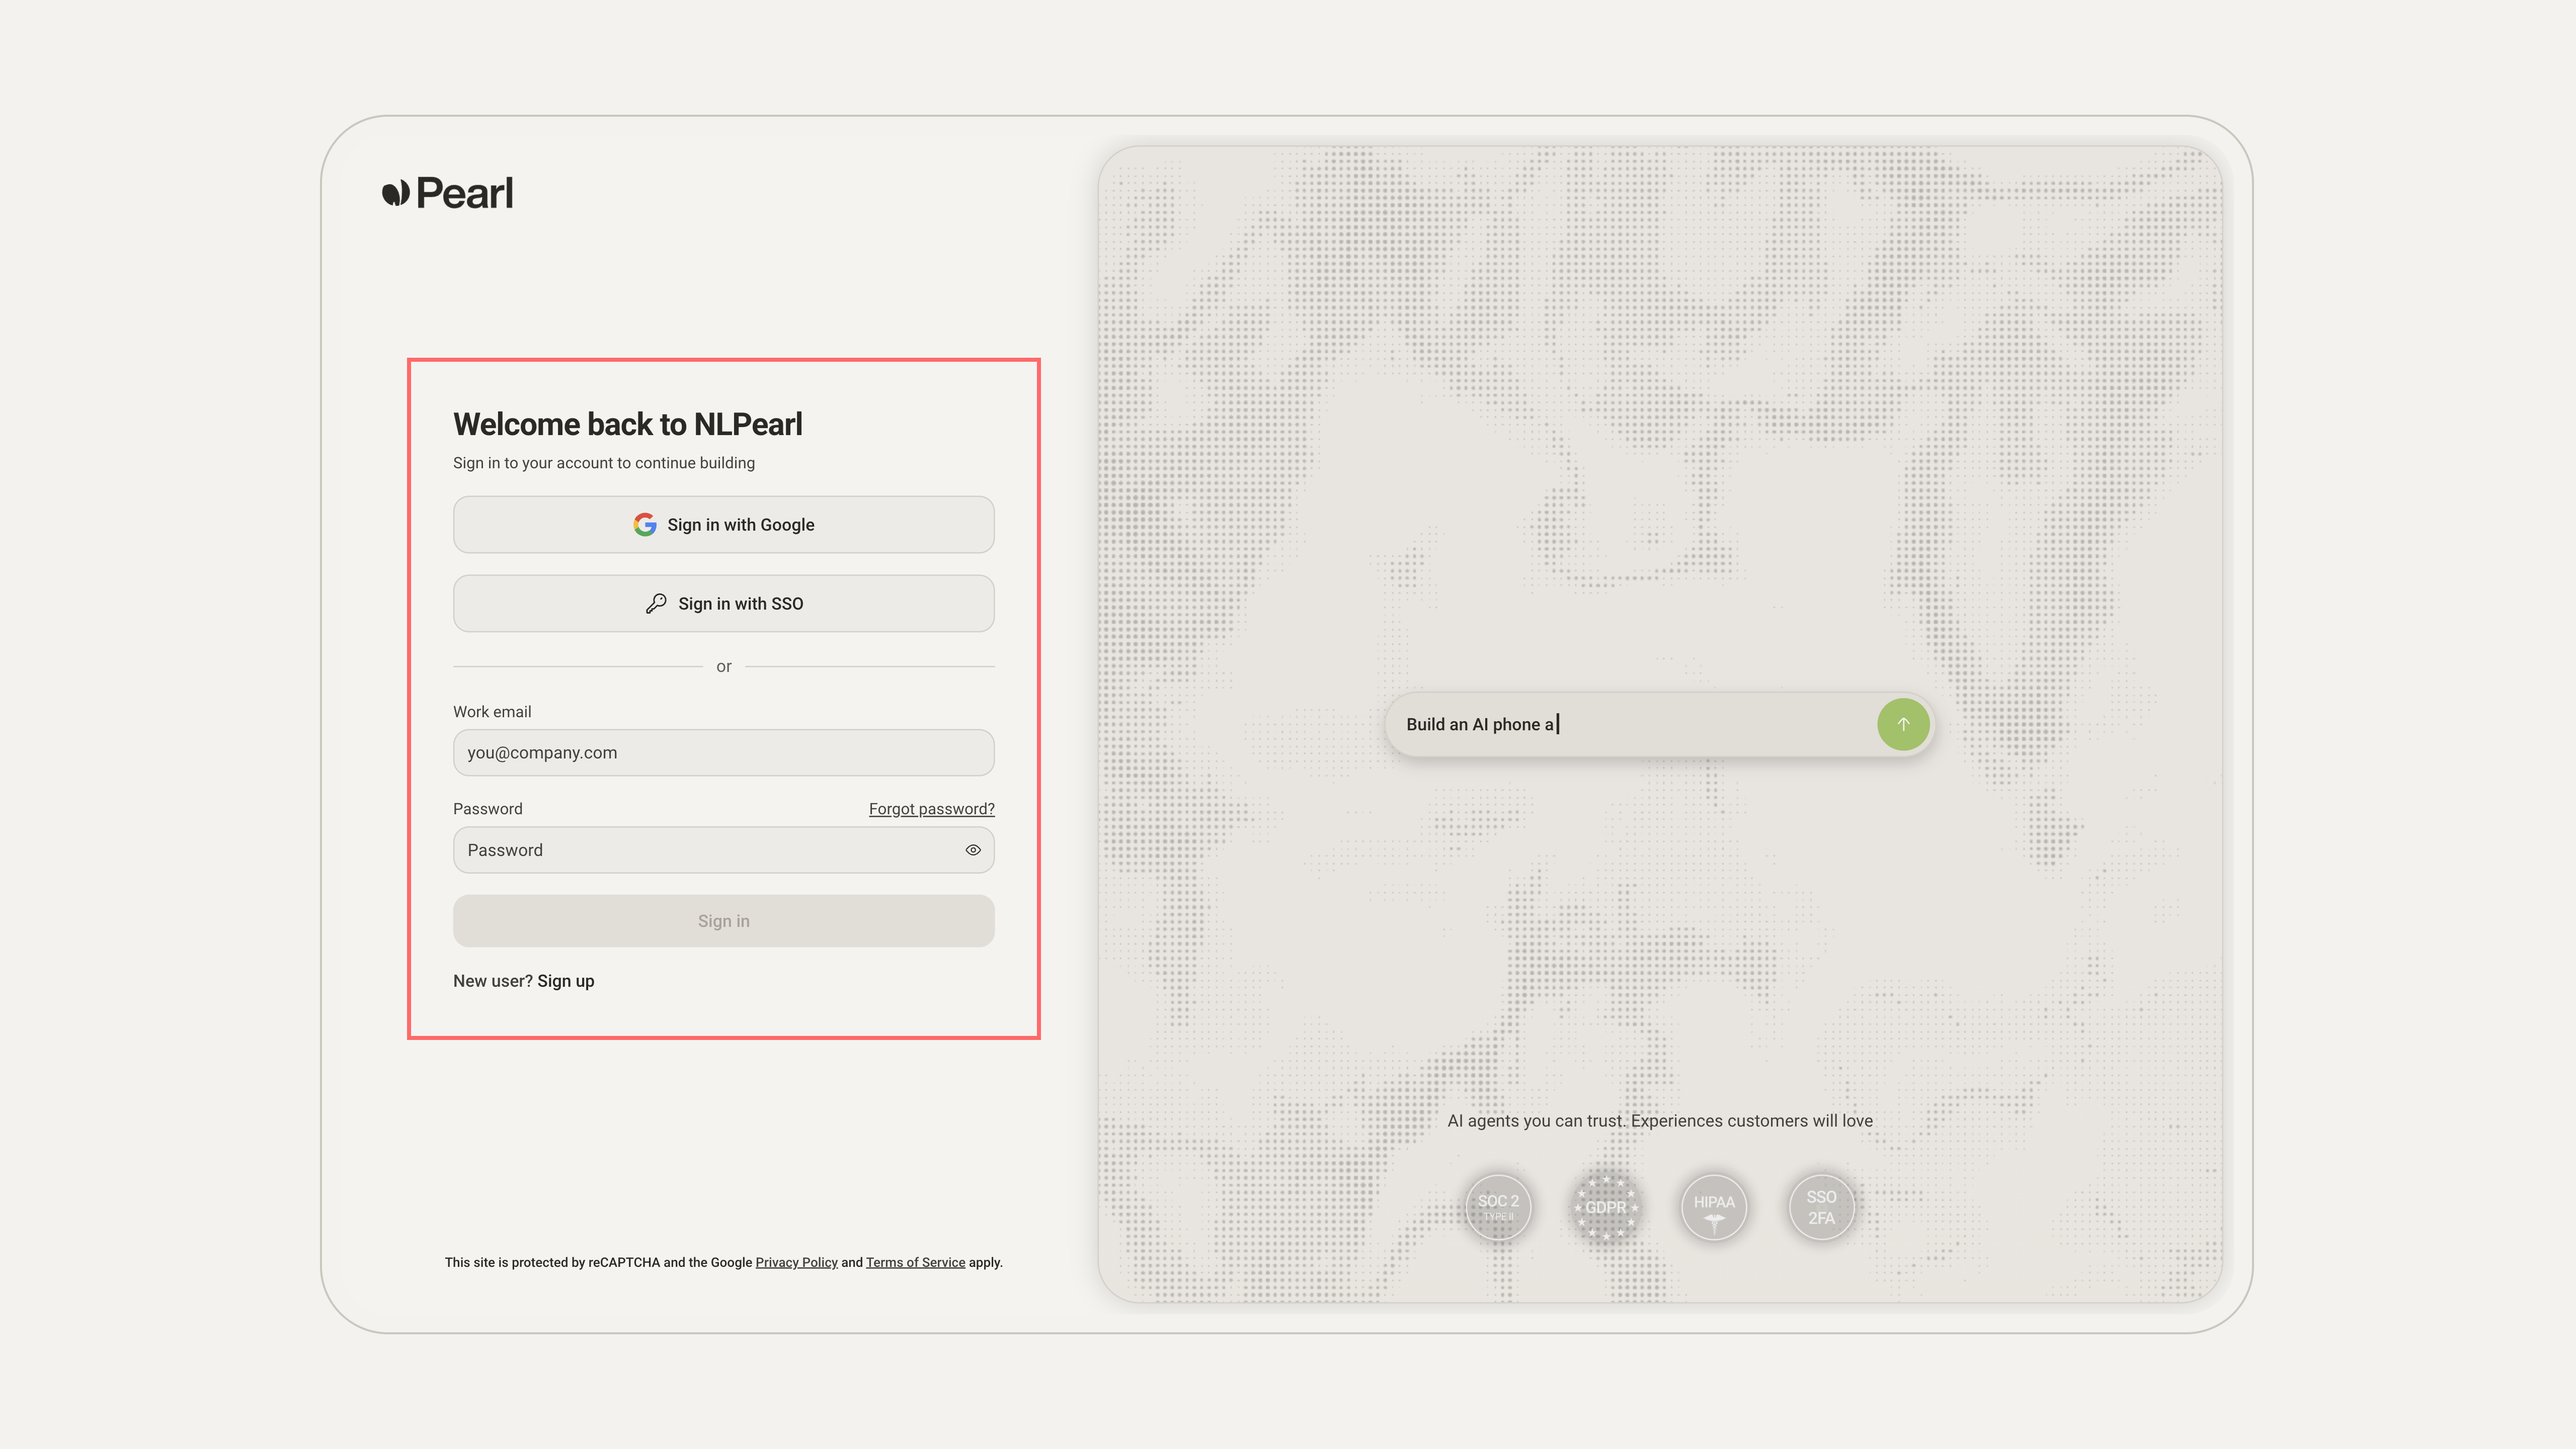 Pearl
Welcome back to NLPearl
Sign in to your account to continue building
Sign in with Google
Sign in with SSO
or
Work email
you@company.com
Password
Forgot password?
Password
Sign in
New user? Sign up
This site is protected by reCAPTCHA and the Google Privacy Policy and Terms of Service apply.
Build an AI phone a
AI agents you can trust. Experiences customers will love
SOC 2
TYPE II
GDPR
HIPAA
SSO
2FA